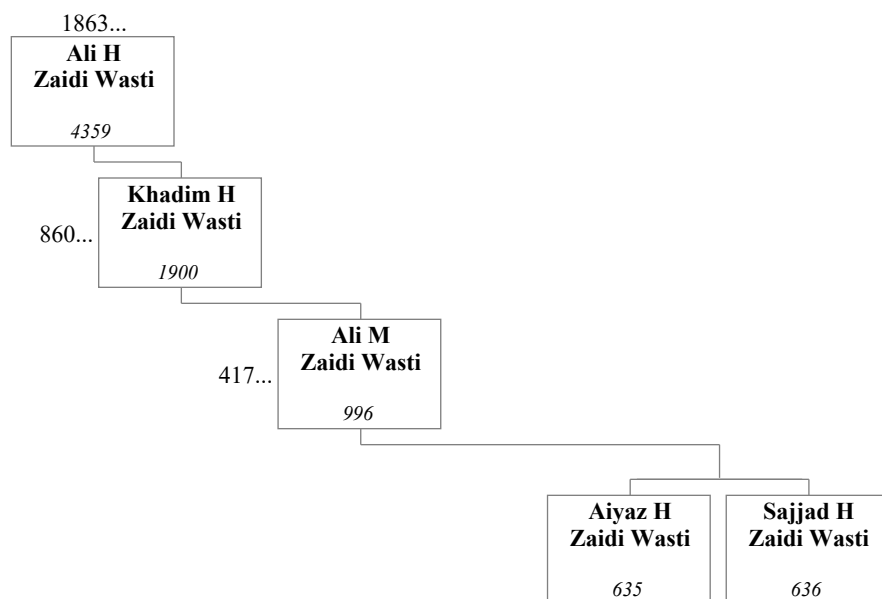 1863...
Ali H
Zaidi Wasti
4359
Khadim H
Zaidi Wasti
860...
1900
Ali M
Zaidi Wasti
417...
996
Aiyaz H
Zaidi Wasti
635
Sajjad H
Zaidi Wasti
636